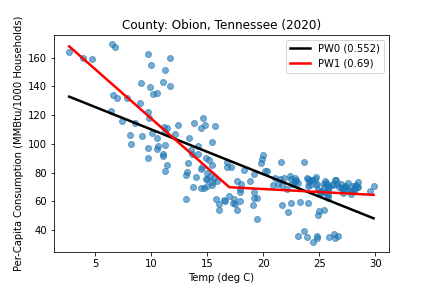 County: Obion, Tennessee (2020)
PW0 (0.552)
PW1 (0.69)
Per-Capita Consumption (MMBtu/1000 Households)
160
140
120
100
80
60
40
5 10 15 20 25 30
Temp (deg C)